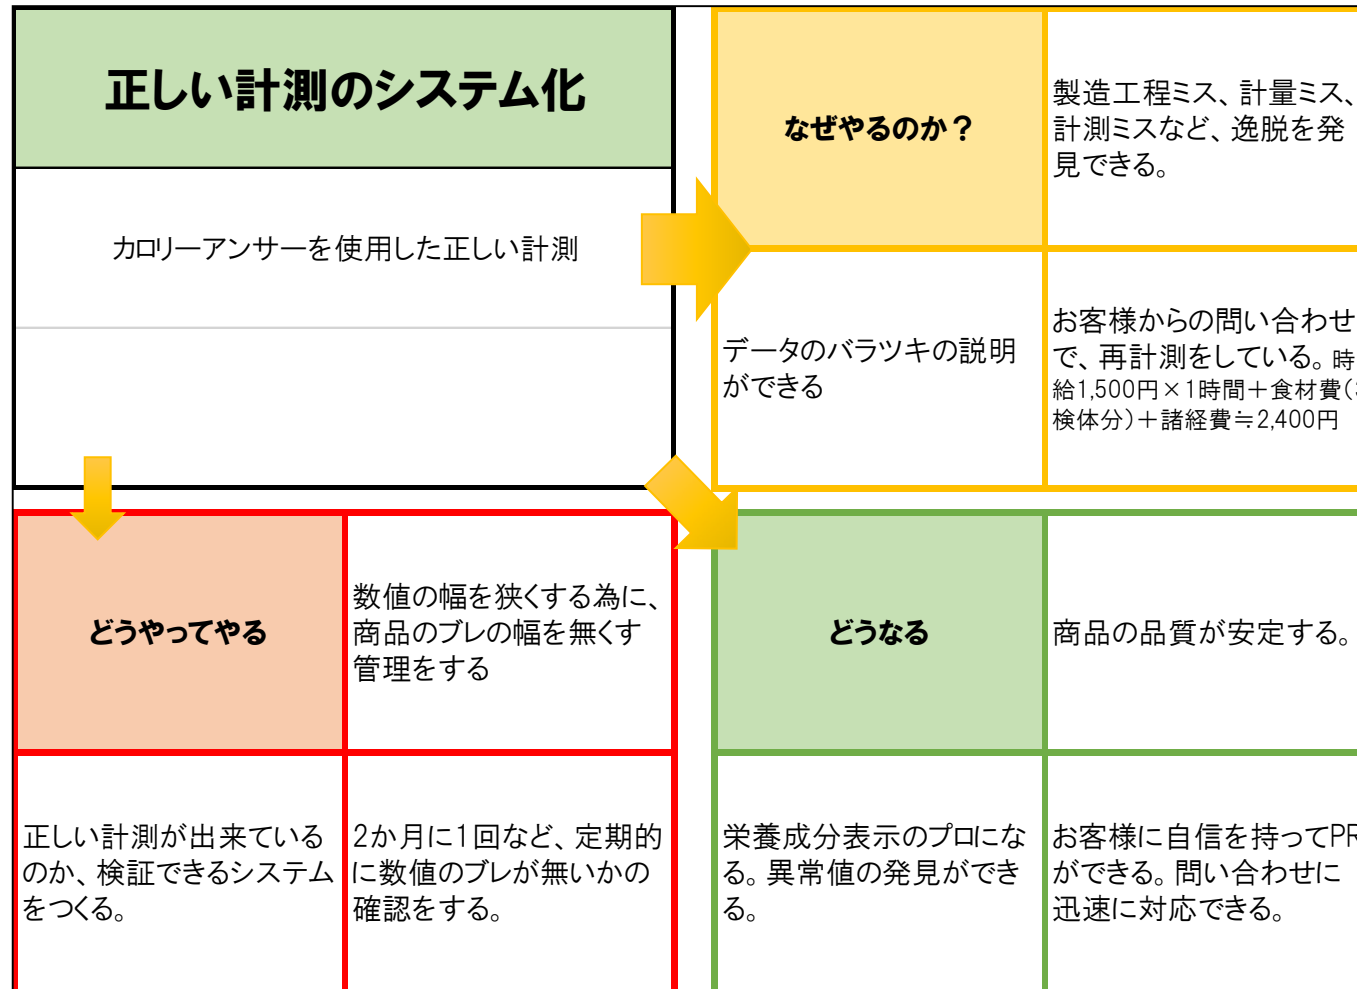 正しい計測のシステム化
カロリーアンサーを使用した正しい計測
なぜやるのか？
製造工程ミス、計量ミス、
計測ミスなど、逸脱を発
見できる。
データのバラツキの説明
ができる
お客様からの問い合わせ
で、再計測をしている。時
給1,500円×1時間＋食材費（
検体分）＋諸経費≒2,400円
どうやってやる
数値の幅を狭くする為に、
商品のブレの幅を無くす
管理をする
正しい計測が出来ている
のか、検証できるシステム
をつくる。
2か月に1回など、定期的
に数値のブレが無いかの
確認をする。
どうなる
商品の品質が安定する。
栄養成分表示のプロにな
る。異常値の発見ができ
る。
お客様に自信を持ってPR
ができる。問い合わせに
迅速に対応できる。